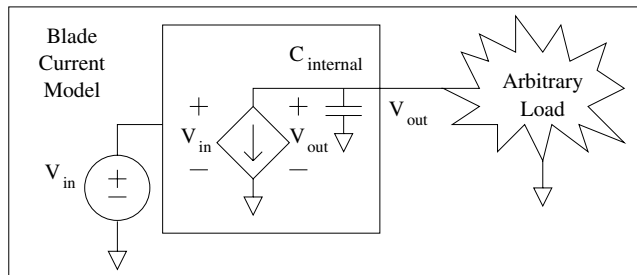 Blade
Current
Model
C internal
Arbitrary
Load
+
+
V in
V out
V out
−
−
V in
+
−